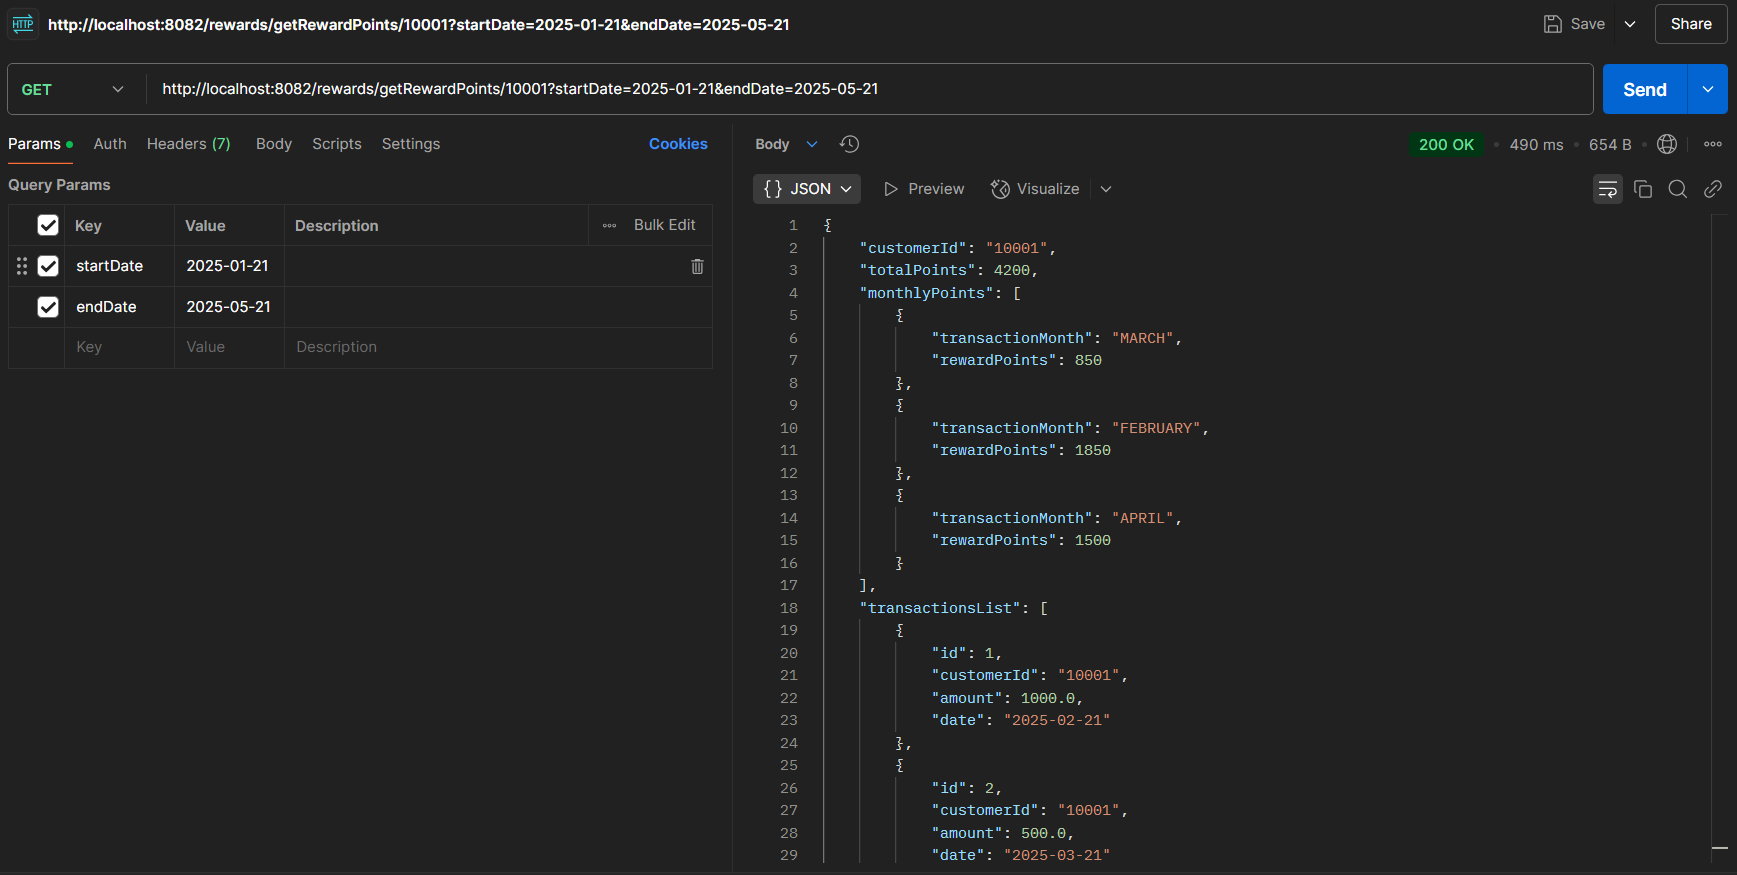 HTTP http://localhost:8082/rewards/getRewardPoints/10001?startDate=2025-01-21&endDate=2025-05-21 Save Share
GET http://localhost:8082/rewards/getRewardPoints/10001?startDate=2025-01-21&endDate=2025-05-21 Send
Params Auth Headers (7) Body Scripts Settings Cookies
Query Params
Key Value Description Bulk Edit
startDate 2025-01-21
endDate 2025-05-21
Key Value Description
Body 200 OK 490 ms 654 B
{} JSON Preview Visualize
1 {
2 "customerId": "10001",
3 "totalPoints": 4200,
4 "monthlyPoints": [
5 {
6 "transactionMonth": "MARCH",
7 "rewardPoints": 850
8 },
9 {
10 "transactionMonth": "FEBRUARY",
11 "rewardPoints": 1850
12 },
13 {
14 "transactionMonth": "APRIL",
15 "rewardPoints": 1500
16 }
17 ],
18 "transactionsList": [
19 {
20 "id": 1,
21 "customerId": "10001",
22 "amount": 1000.0,
23 "date": "2025-02-21"
24 },
25 {
26 "id": 2,
27 "customerId": "10001",
28 "amount": 500.0,
29 "date": "2025-03-21"